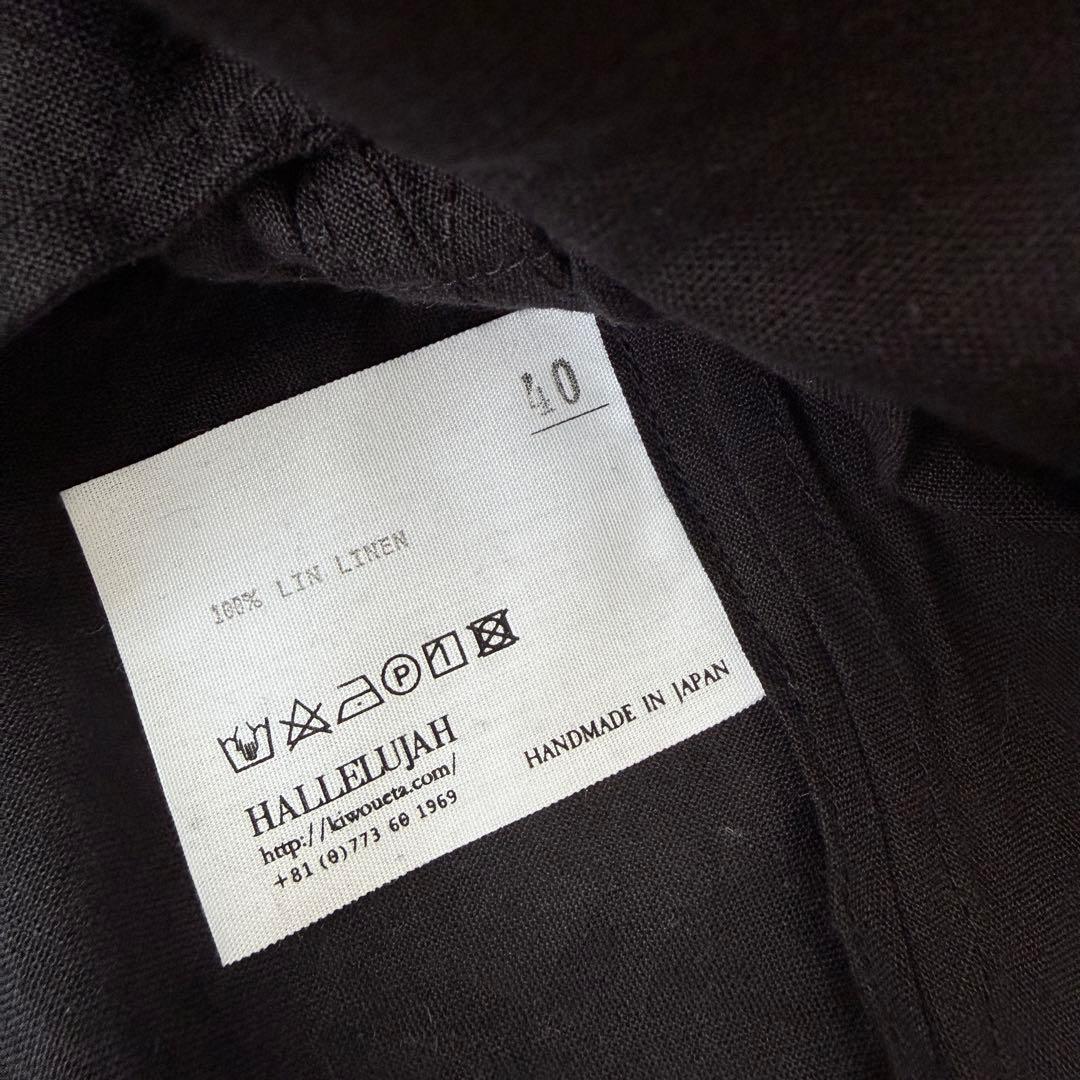 40
100% LIN LINEN
P
HALLELUJAH
http://kiwoueta.com/
+81 (0)773 60 1969
HANDMADE IN JAPAN